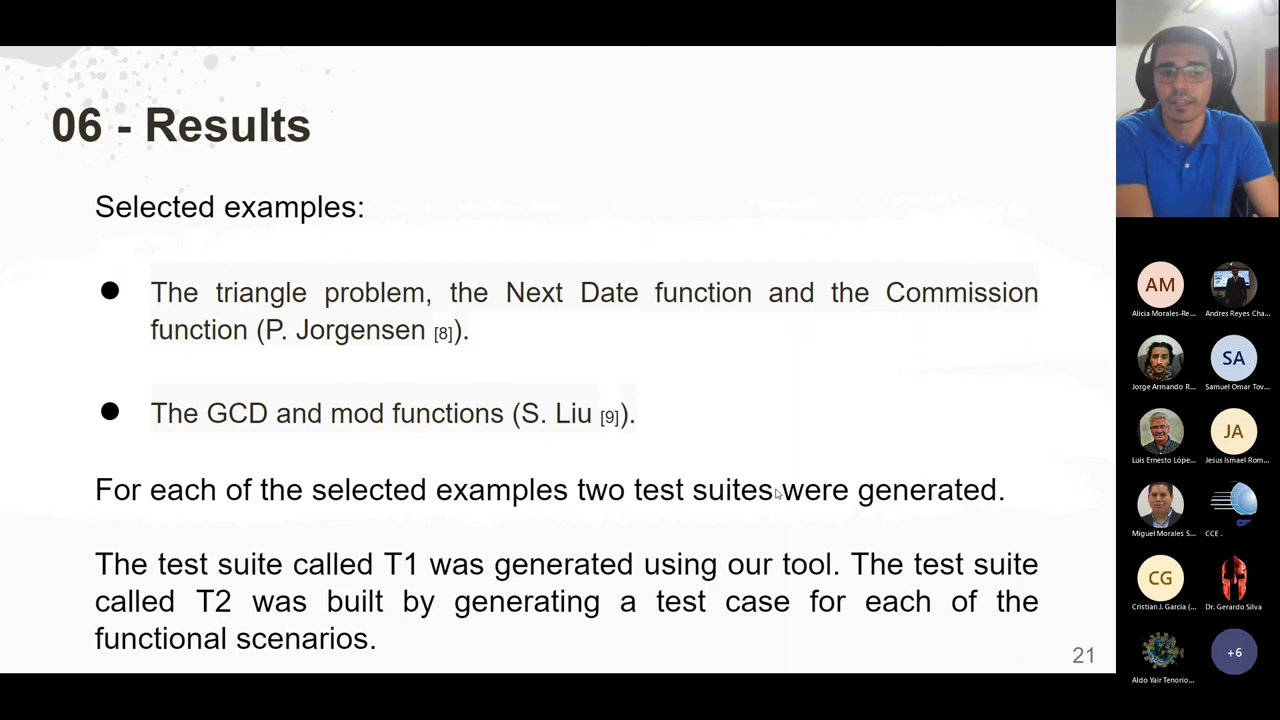 06 - Results
Selected examples:
● The triangle problem, the Next Date function and the Commission
function (P. Jorgensen [8]).
● The GCD and mod functions (S. Liu [9]).
For each of the selected examples two test suites were generated.
The test suite called T1 was generated using our tool. The test suite
called T2 was built by generating a test case for each of the
functional scenarios.
21
AM
Alicia Morales-Re...
Andres Reyes Cha...
Jorge Armando R...
SA
Samuel Omar Tov...
Luis Ernesto Lópe...
JA
Jesus Ismael Rom...
Miguel Morales S...
CCE .
CG
Cristian J. Garcia (...
Dr. Gerardo Silva
Aldo Yair Tenorio...
+6